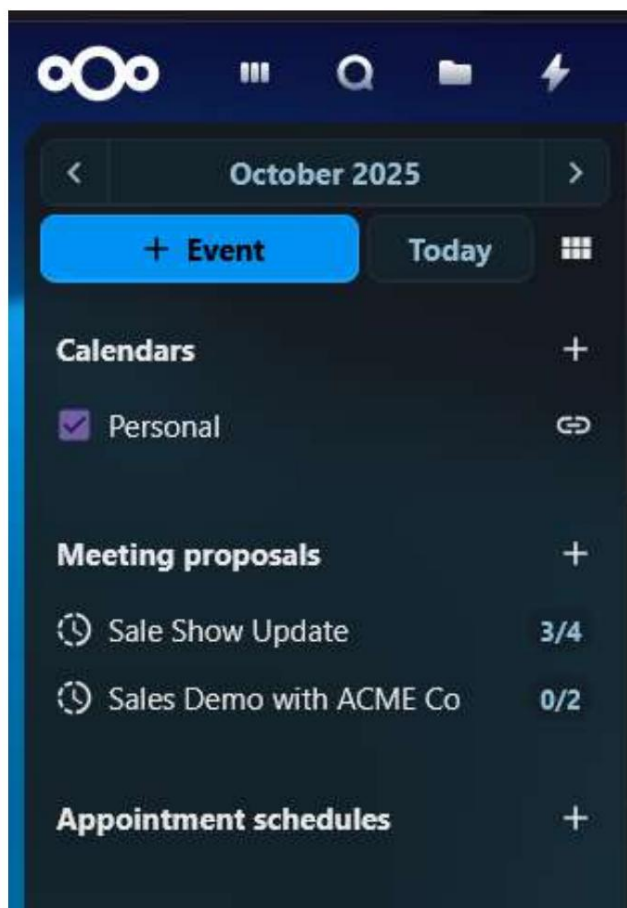 October 2025
+ Event
Today
Calendars
Personal
Meeting proposals
Sale Show Update 3/4
Sales Demo with ACME Co 0/2
Appointment schedules